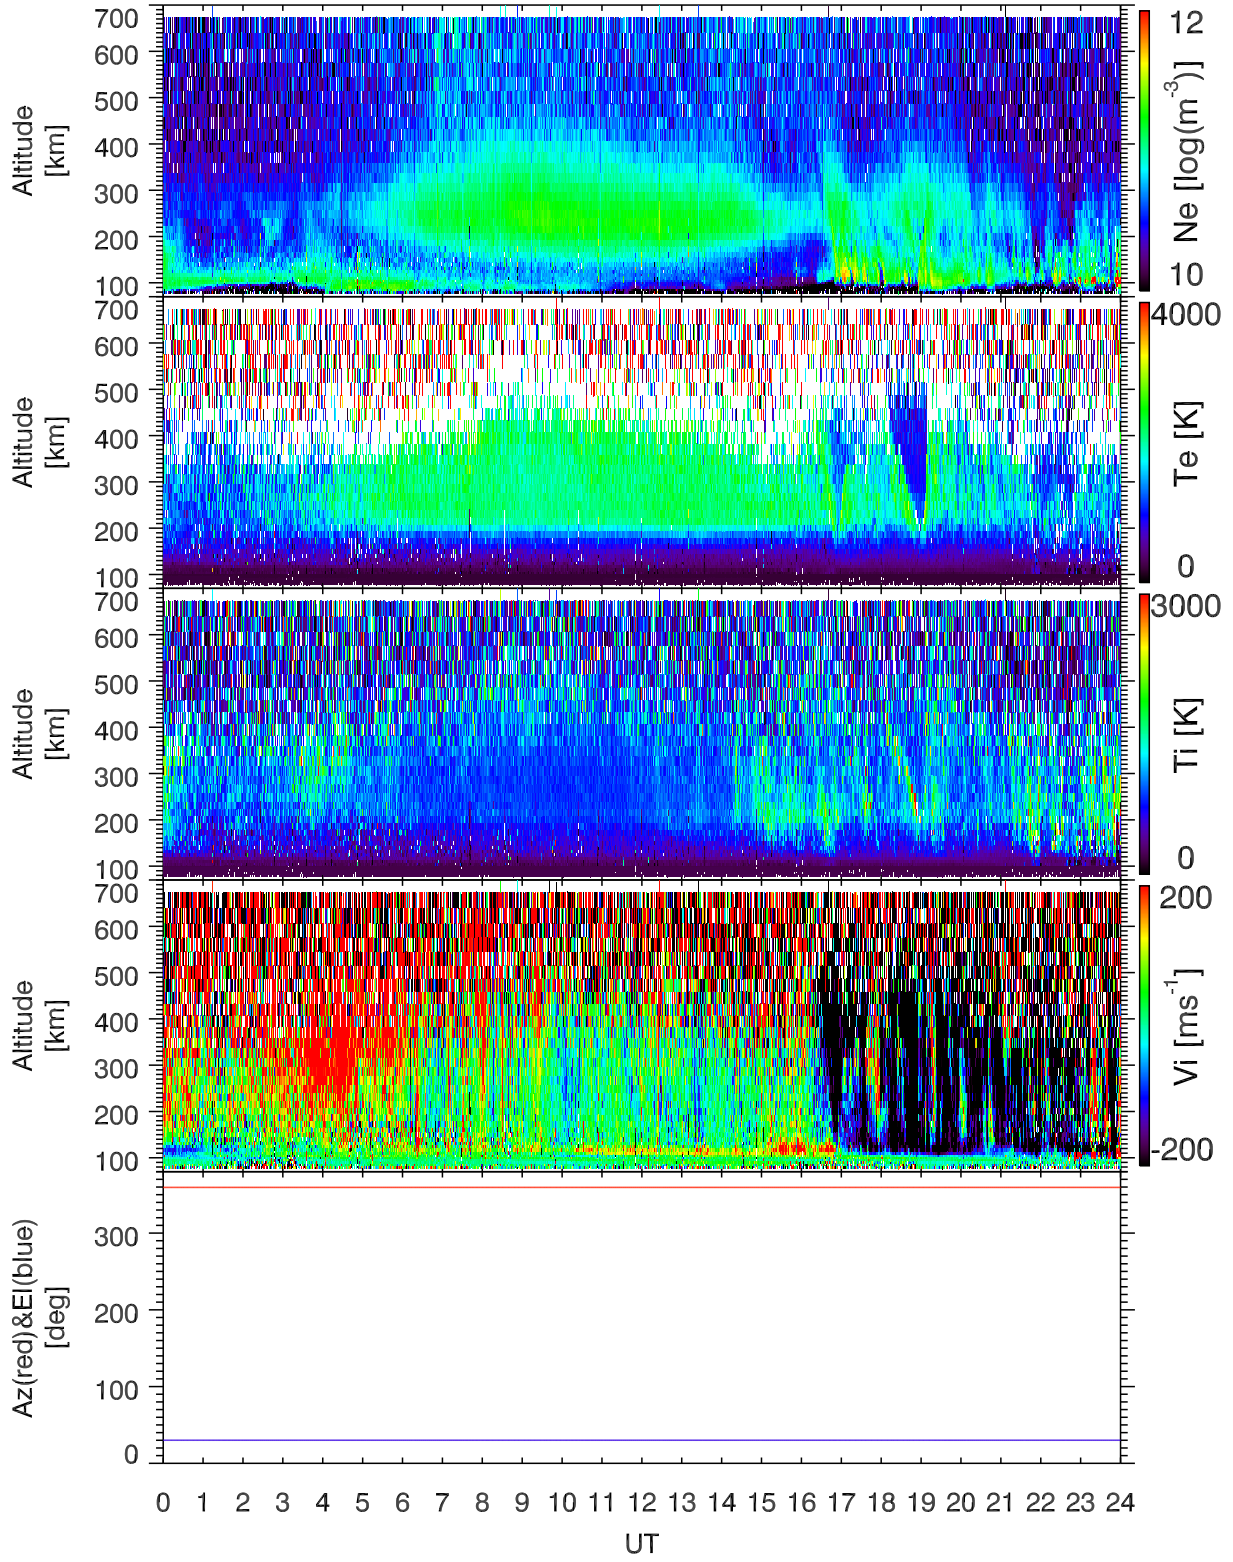 700
600
500
400
300
200
100
Altitude
[km]
12
10
Ne [log(m⁻³)]
700
600
500
400
300
200
100
Altitude
[km]
4000
0
Te [K]
700
600
500
400
300
200
100
Altitude
[km]
3000
0
Ti [K]
700
600
500
400
300
200
100
Altitude
[km]
200
-200
Vi [ms⁻¹]
300
200
100
0
Az(red)&El(blue)
[deg]
0 1 2 3 4 5 6 7 8 9 10 11 12 13 14 15 16 17 18 19 20 21 22 23 24
UT